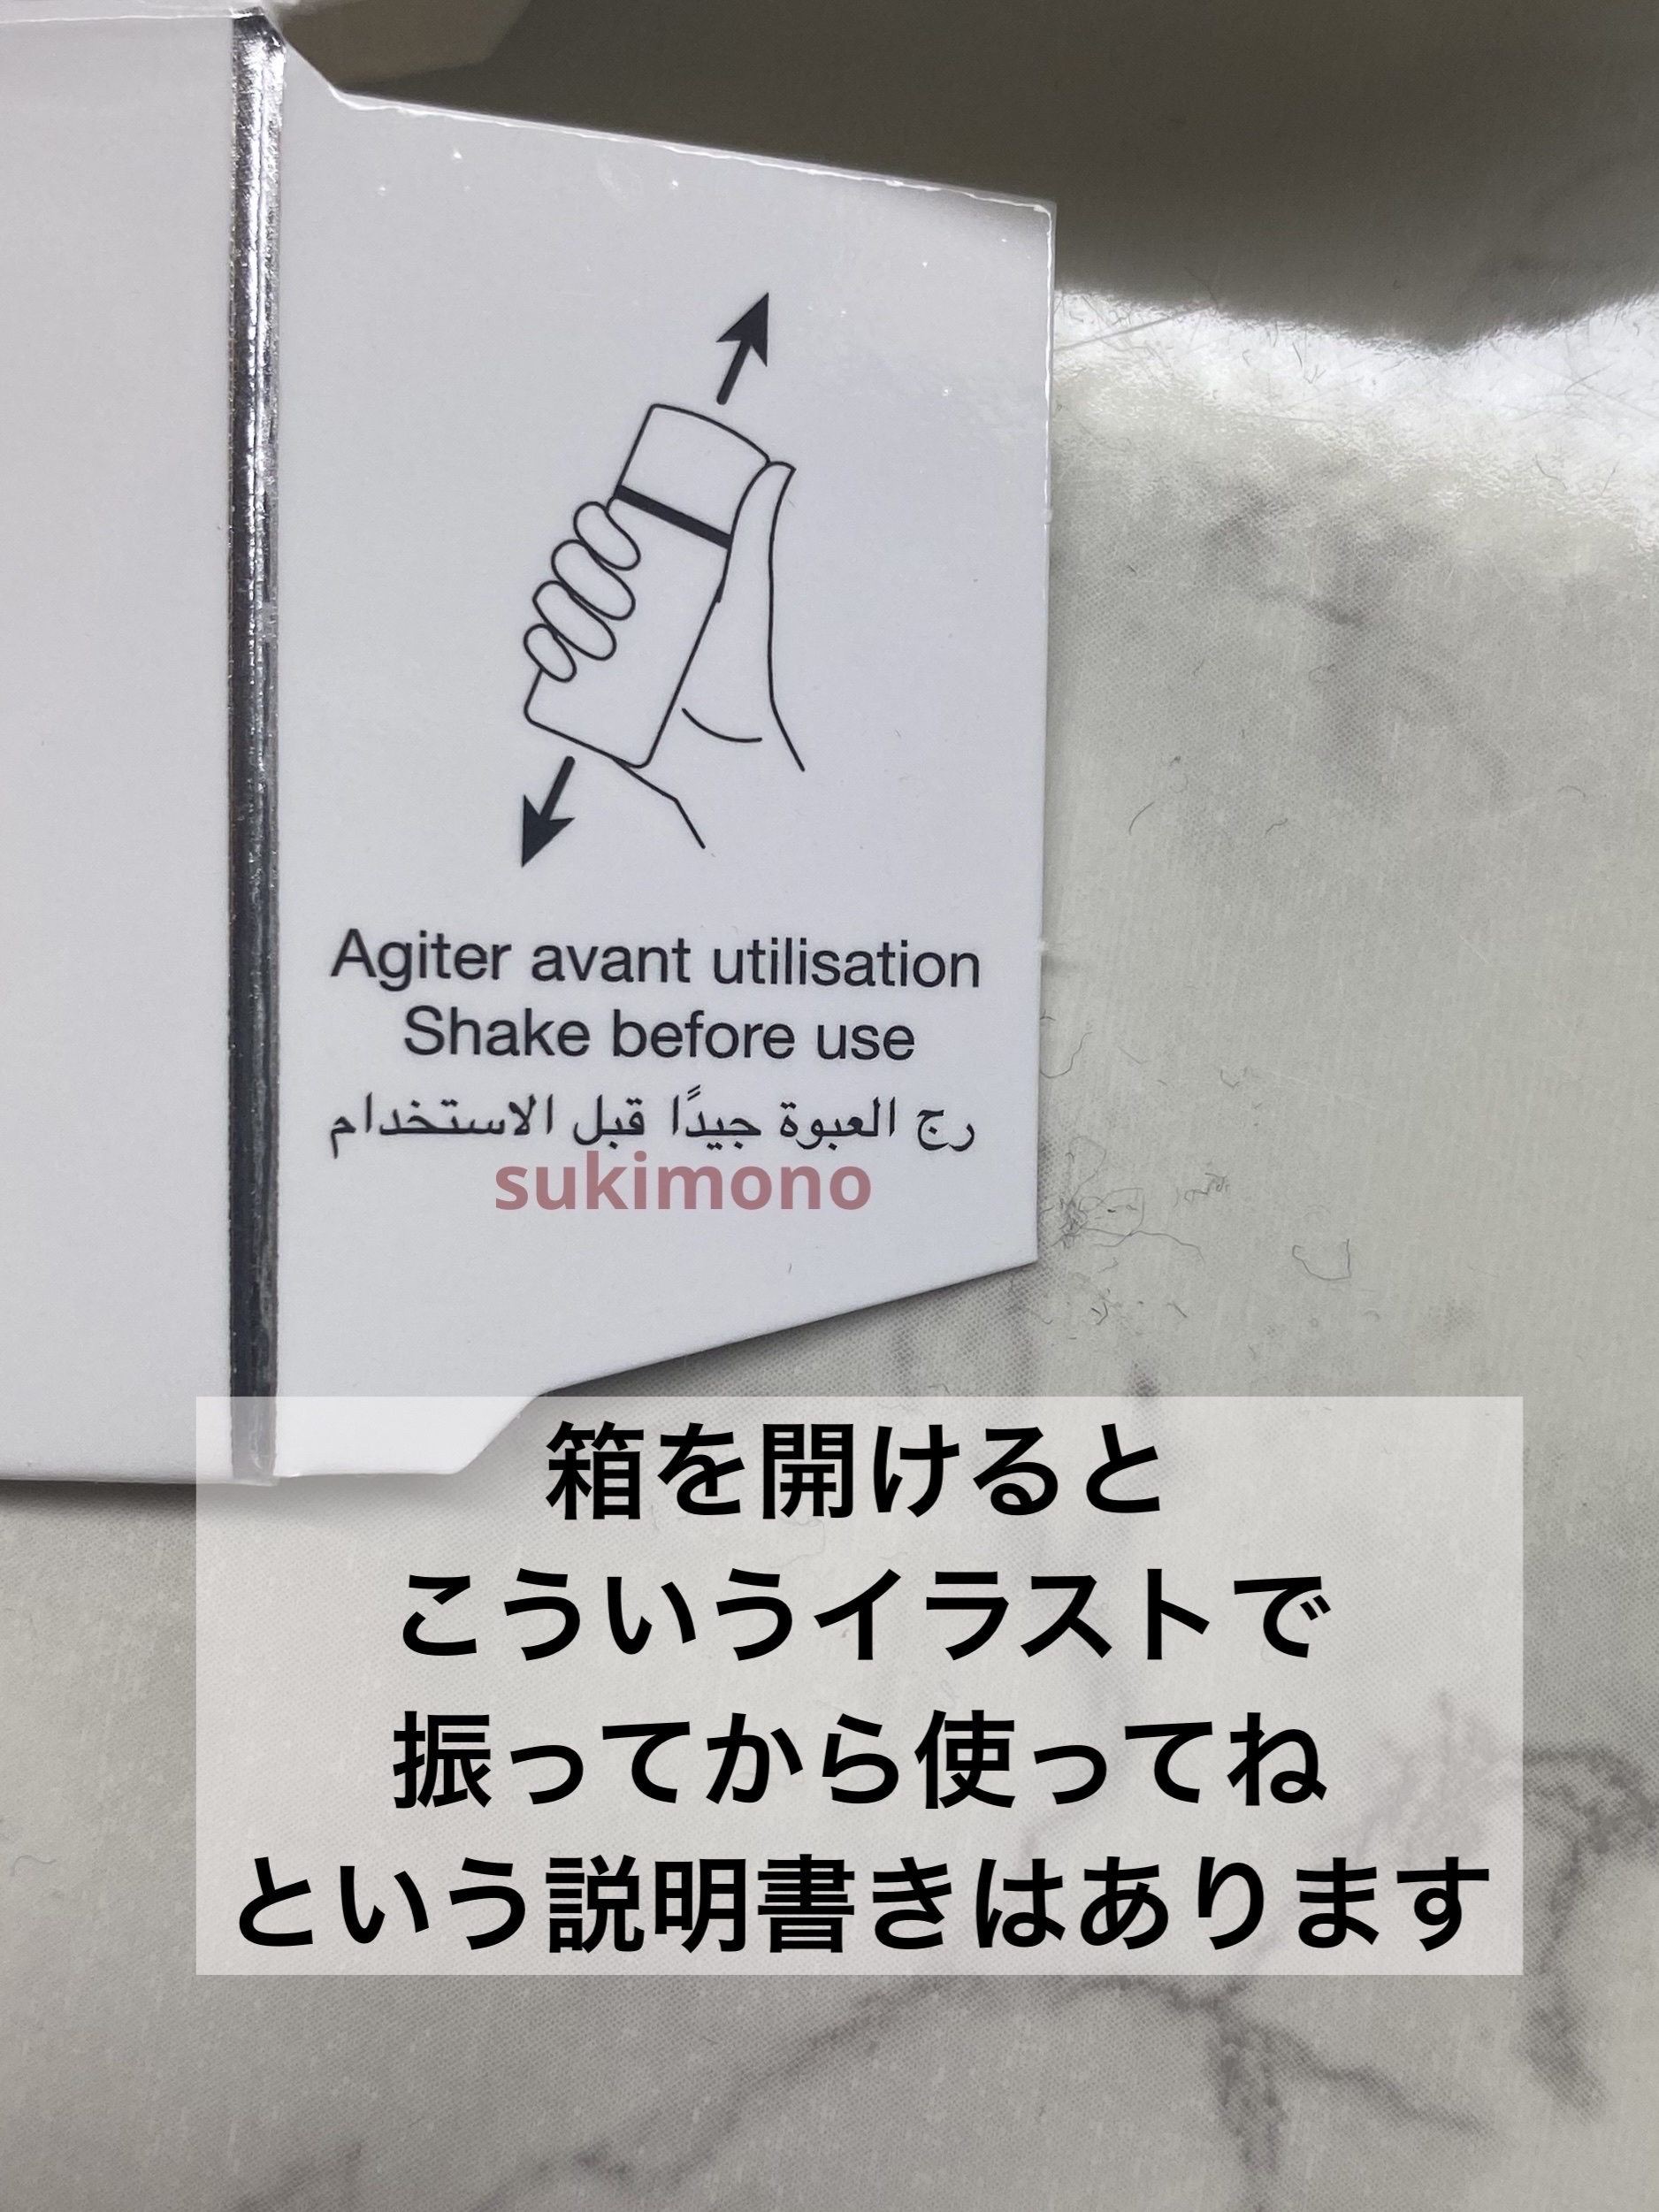 Agiter avant utilisation
Shake before use
رج العبوة جيدًا قبل الاستخدام
sukimono
箱を開けると
こういうイラストで
振ってから使ってね
という説明書きはあります